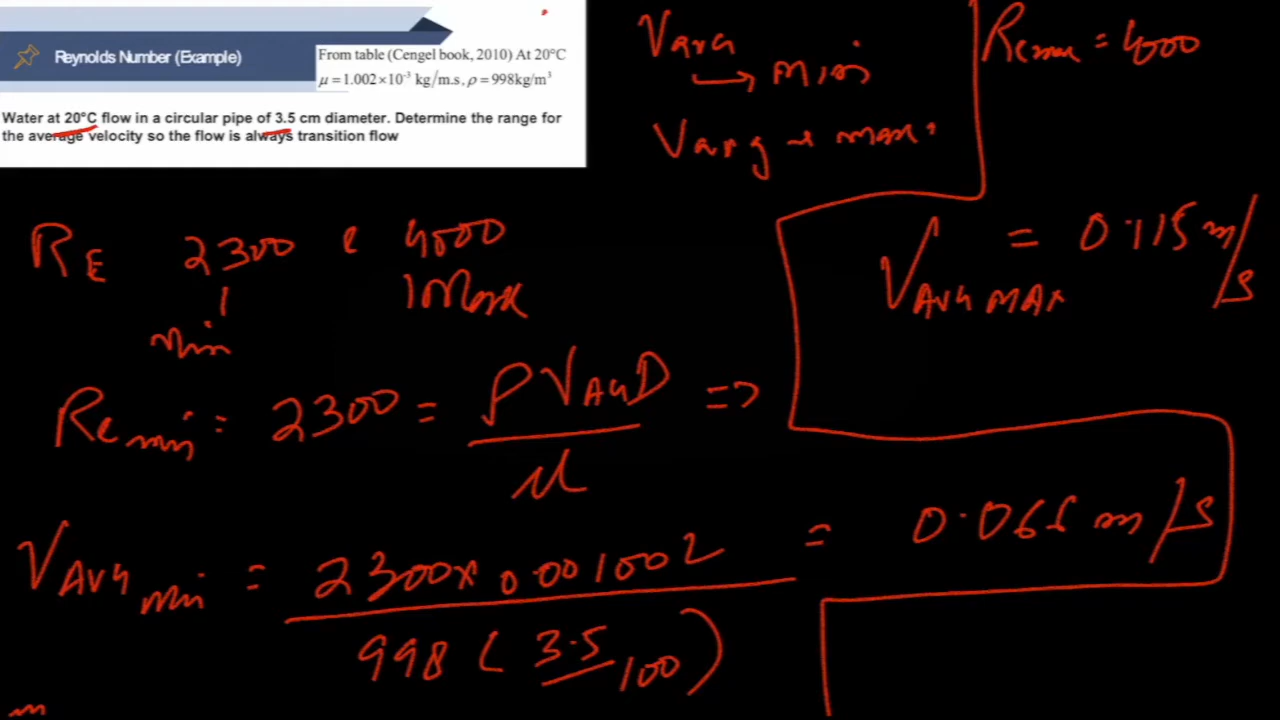 Reynolds Number (Example)
From table (Cengel book, 2010) At 20°C
μ = 1.002×10⁻³ kg/m.s, ρ = 998kg/m³
Water at 20°C flow in a circular pipe of 3.5 cm diameter. Determine the range for
the average velocity so the flow is always transition flow
Vavg
→ min
Vavg → max.
Remax = 4000
RE 2300 & 4000
min
max
VAVG MAX = 0.115 m/s
Re min = 2300 = ρ VAVG D / μ =>
VAVG min = 2300 x 0.001002 / 998 ( 3.5/100 ) = 0.066 m/s
m